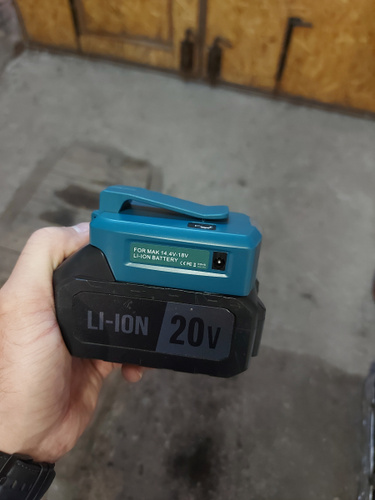 FOR MAK 14.4V-18V
LI-ION BATTERY
LI-ION 20V